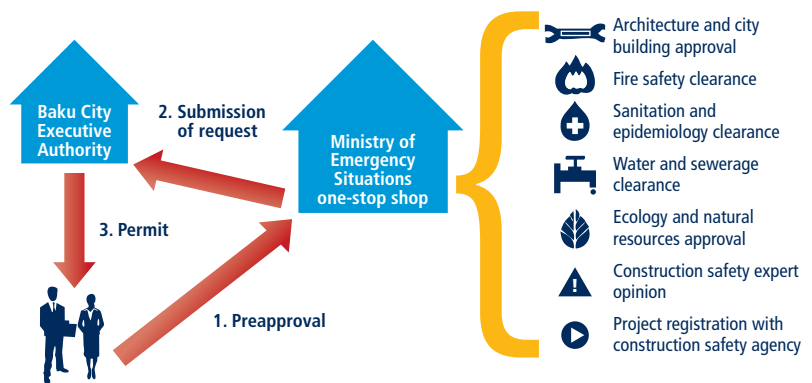 Baku City
Executive
Authority
2. Submission
of request
Ministry of
Emergency
Situations
one-stop shop
3. Permit
1. Preapproval
Architecture and city
building approval
Fire safety clearance
Sanitation and
epidemiology clearance
Water and sewerage
clearance
Ecology and natural
resources approval
Construction safety expert
opinion
Project registration with
construction safety agency